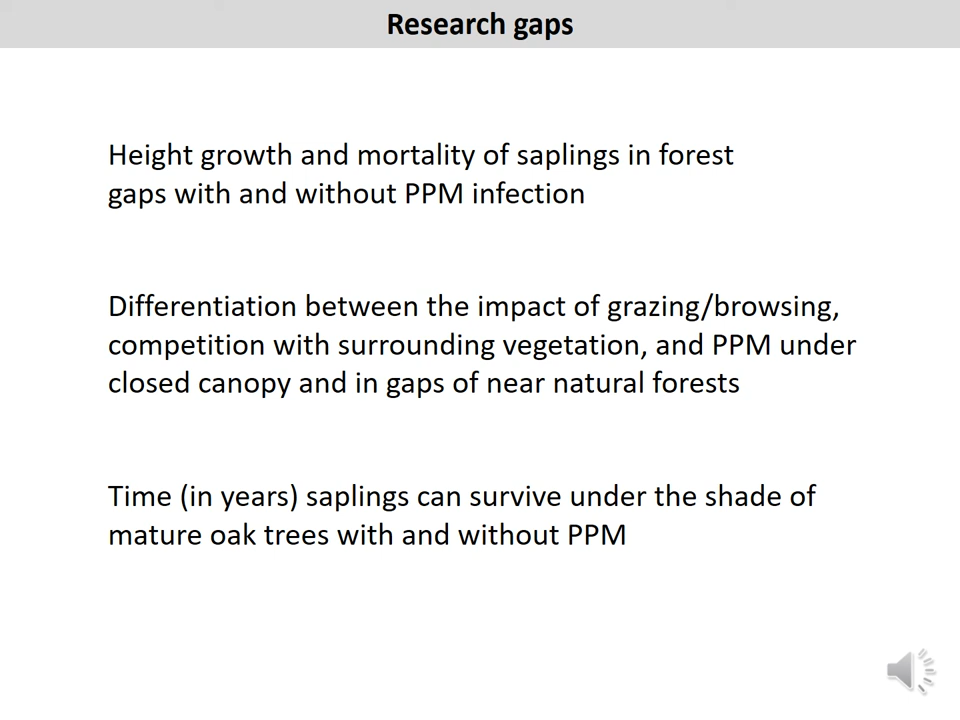 Research gaps
Height growth and mortality of saplings in forest
gaps with and without PPM infection
Differentiation between the impact of grazing/browsing,
competition with surrounding vegetation, and PPM under
closed canopy and in gaps of near natural forests
Time (in years) saplings can survive under the shade of
mature oak trees with and without PPM